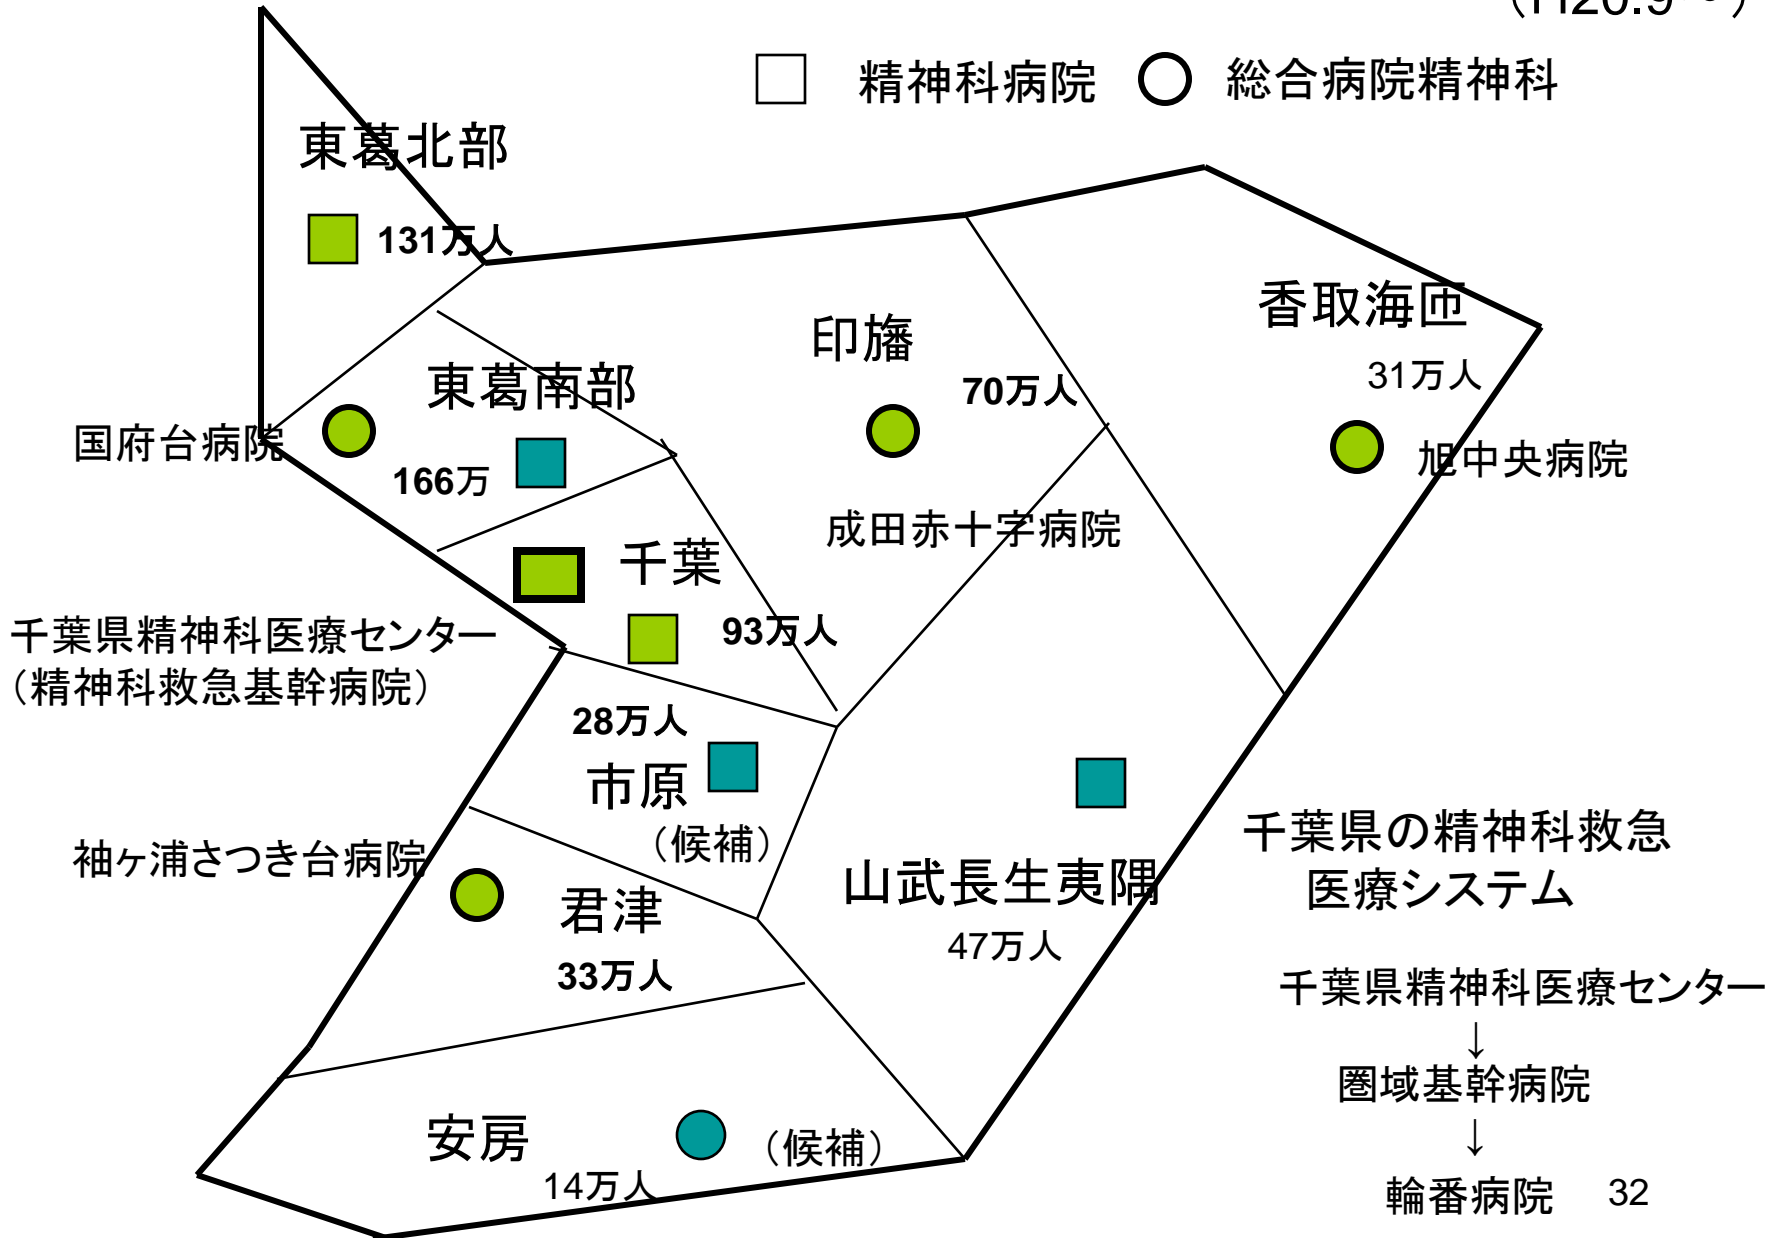 精神科病院
総合病院精神科
東葛北部
131万人
香取海匝
31万人
印旛
70万人
東葛南部
166万
国府台病院
旭中央病院
成田赤十字病院
千葉
93万人
千葉県精神科医療センター
（精神科救急基幹病院）
28万人
市原
（候補）
袖ヶ浦さつき台病院
君津
33万人
山武長生夷隅
47万人
千葉県の精神科救急
医療システム
千葉県精神科医療センター
↓
圏域基幹病院
↓
輪番病院
安房
（候補）
14万人
32